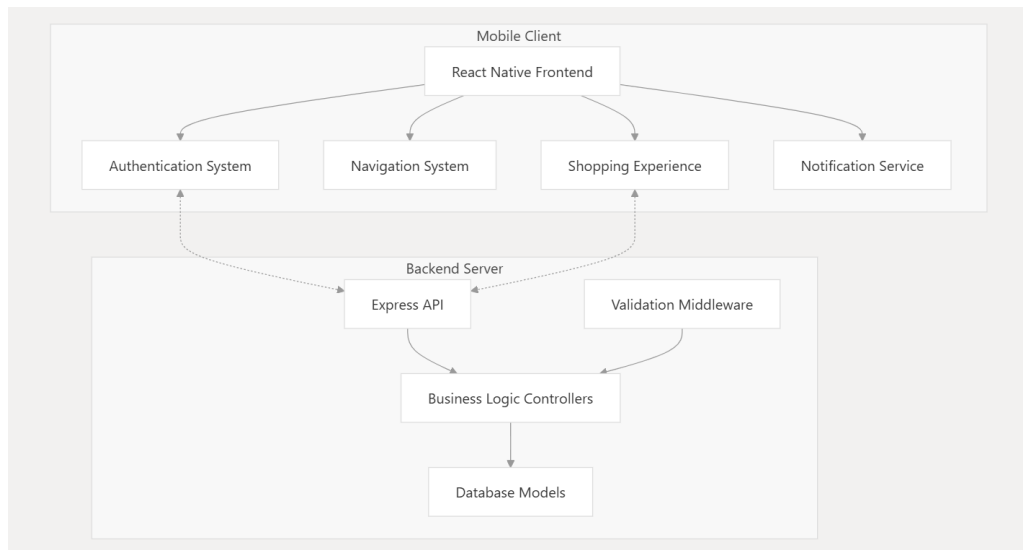 Mobile Client
React Native Frontend
Authentication System
Navigation System
Shopping Experience
Notification Service
Backend Server
Express API
Validation Middleware
Business Logic Controllers
Database Models